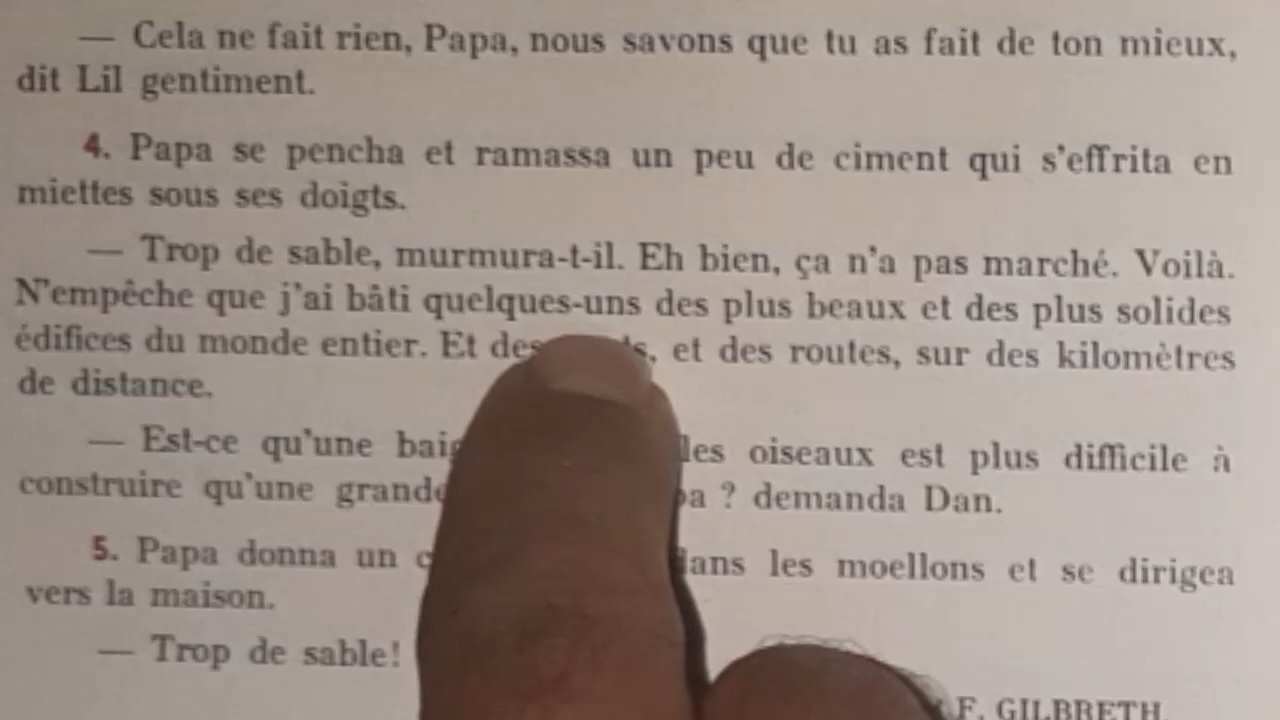 — Cela ne fait rien, Papa, nous savons que tu as fait de ton mieux,
dit Lil gentiment.
4. Papa se pencha et ramassa un peu de ciment qui s'effrita en
miettes sous ses doigts.
— Trop de sable, murmura-t-il. Eh bien, ça n'a pas marché. Voilà.
N'empêche que j'ai bâti quelques-uns des plus beaux et des plus solides
édifices du monde entier. Et des et des routes, sur des kilomètres
de distance.
— Est-ce qu'une les oiseaux est plus difficile à
construire qu'une ? demanda Dan.
5. Papa donna un dans les moellons et se dirigea
vers la maison.
— Trop de sable!
F. GILBRETH